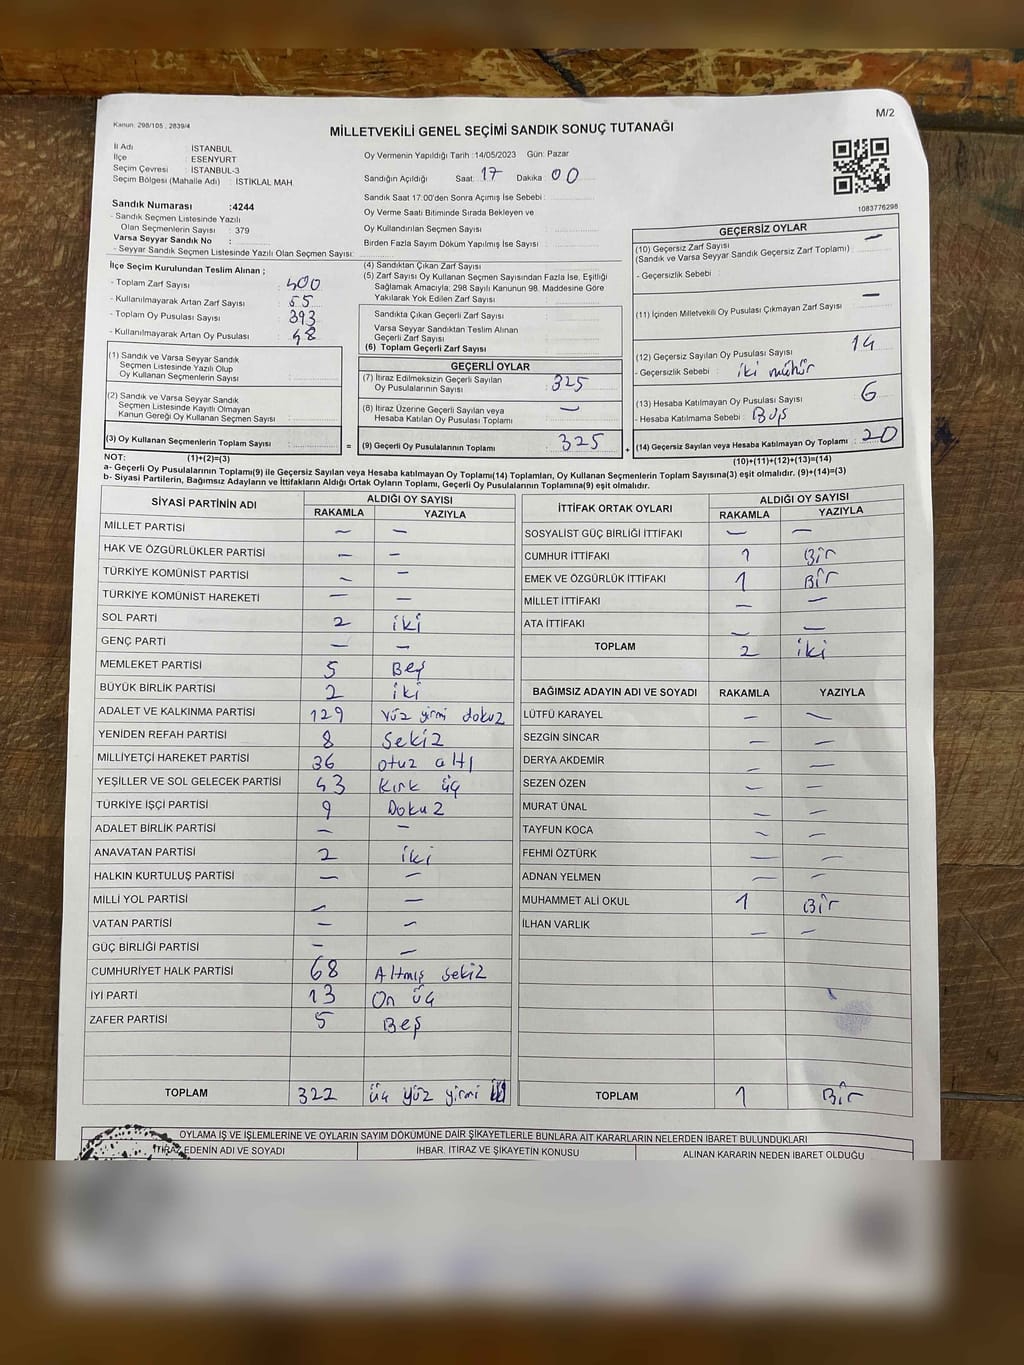 Kanun. 298/105 , 2839/4
M/2
MİLLETVEKİLİ GENEL SEÇİMİ SANDIK SONUÇ TUTANAĞI
İl Adı : İSTANBUL
İlçe : ESENYURT
Seçim Çevresi : İSTANBUL-3
Seçim Bölgesi (Mahalle Adı) : İSTİKLAL MAH.
Sandık Numarası :4244
- Sandık Seçmen Listesinde Yazılı
Olan Seçmenlerin Sayısı : 379
Varsa Seyyar Sandık No :
- Seyyar Sandık Seçmen Listesinde Yazılı Olan Seçmen Sayısı:
Oy Vermenin Yapıldığı Tarih :14/05/2023 Gün: Pazar
Sandığın Açıldığı Saat: 17 Dakika : 00
Sandık Saat 17:00'den Sonra Açımış İse Sebebi :
Oy Verme Saati Bitiminde Sırada Bekleyen ve
Oy Kullandırılan Seçmen Sayısı :
Birden Fazla Sayım Döküm Yapılmış İse Sayısı :
1083776298
İlçe Seçim Kurulundan Teslim Alınan ;
- Toplam Zarf Sayısı : 400
- Kullanılmayarak Artan Zarf Sayısı : 55
- Toplam Oy Pusulası Sayısı : 393
- Kullanılmayarak Artan Oy Pusulası : 48
(1) Sandık ve Varsa Seyyar Sandık
Seçmen Listesinde Yazılı Olup
Oy Kullanan Seçmenlerin Sayısı :
(2) Sandık ve Varsa Seyyar Sandık
Seçmen Listesinde Kayıtlı Olmayan
Kanun Gereği Oy Kullanan Seçmen Sayısı :
(3) Oy Kullanan Seçmenlerin Toplam Sayısı : =
(4) Sandıktan Çıkan Zarf Sayısı :
(5) Zarf Sayısı Oy Kullanan Seçmen Sayısından Fazla İse, Eşitliği
Sağlamak Amacıyla; 298 Sayılı Kanunun 98. Maddesine Göre
Yakılarak Yok Edilen Zarf Sayısı :
Sandıkta Çıkan Geçerli Zarf Sayısı :
Varsa Seyyar Sandıktan Teslim Alınan
Geçerli Zarf Sayısı :
(6) Toplam Geçerli Zarf Sayısı :
GEÇERLİ OYLAR
(7) İtiraz Edilmeksizin Geçerli Sayılan
Oy Pusulalarının Sayısı : 325
(8) İtiraz Üzerine Geçerli Sayılan veya
Hesaba Katılan Oy Pusulası Toplamı : —
(9) Geçerli Oy Pusulalarının Toplamı : 325 +
GEÇERSİZ OYLAR
(10) Geçersiz Zarf Sayısı : —
(Sandık ve Varsa Seyyar Sandık Geçersiz Zarf Toplamı)
- Geçersizlik Sebebi :
(11) İçinden Milletvekili Oy Pusulası Çıkmayan Zarf Sayısı : —
(12) Geçersiz Sayılan Oy Pusulası Sayısı : 14
- Geçersizlik Sebebi : iki mühür
(13) Hesaba Katılmayan Oy Pusulası Sayısı : 6
- Hesaba Katılmama Sebebi : Boş
(14) Geçersiz Sayılan veya Hesaba Katılmayan Oy Toplamı : 20
NOT: (1)+(2)=(3) (10)+(11)+(12)+(13)=(14)
a- Geçerli Oy Pusulalarının Toplamı(9) ile Geçersiz Sayılan veya Hesaba katılmayan Oy Toplamı(14) Toplamları, Oy Kullanan Seçmenlerin Toplam Sayısına(3) eşit olmalıdır. (9)+(14)=(3)
b- Siyasi Partilerin, Bağımsız Adayların ve İttifakların Aldığı Ortak Oyların Toplamı, Geçerli Oy Pusulalarının Toplamına(9) eşit olmalıdır.
SİYASİ PARTİNİN ADI ALDIĞI OY SAYISI
RAKAMLA YAZIYLA
MİLLET PARTİSİ — —
HAK VE ÖZGÜRLÜKLER PARTİSİ — —
TÜRKİYE KOMÜNİST PARTİSİ — —
TÜRKİYE KOMÜNİST HAREKETİ — —
SOL PARTİ 2 iki
GENÇ PARTİ — —
MEMLEKET PARTİSİ 5 Beş
BÜYÜK BİRLİK PARTİSİ 2 iki
ADALET VE KALKINMA PARTİSİ 129 Yüz yirmi dokuz
YENİDEN REFAH PARTİSİ 8 Sekiz
MİLLİYETÇİ HAREKET PARTİSİ 36 otuz altı
YEŞİLLER VE SOL GELECEK PARTİSİ 43 Kırk üç
TÜRKİYE İŞÇİ PARTİSİ 9 Dokuz
ADALET BİRLİK PARTİSİ — —
ANAVATAN PARTİSİ 2 iki
HALKIN KURTULUŞ PARTİSİ — —
MİLLİ YOL PARTİSİ — —
VATAN PARTİSİ — —
GÜÇ BİRLİĞİ PARTİSİ — —
CUMHURİYET HALK PARTİSİ 68 Altmış sekiz
İYİ PARTİ 13 On üç
ZAFER PARTİSİ 5 Beş
TOPLAM 322 üç yüz yirmi
İTTİFAK ORTAK OYLARI ALDIĞI OY SAYISI
RAKAMLA YAZIYLA
SOSYALİST GÜÇ BİRLİĞİ İTTİFAKI — —
CUMHUR İTTİFAKI 1 Bir
EMEK VE ÖZGÜRLÜK İTTİFAKI 1 Bir
MİLLET İTTİFAKI — —
ATA İTTİFAKI — —
TOPLAM 2 iki
BAĞIMSIZ ADAYIN ADI VE SOYADI RAKAMLA YAZIYLA
LÜTFÜ KARAYEL — —
SEZGİN SİNCAR — —
DERYA AKDEMİR — —
SEZEN ÖZEN — —
MURAT ÜNAL — —
TAYFUN KOCA — —
FEHMİ ÖZTÜRK — —
ADNAN YELMEN — —
MUHAMMET ALİ OKUL 1 Bir
İLHAN VARLIK — —
TOPLAM 1 Bir
OYLAMA İŞ VE İŞLEMLERİNE VE OYLARIN SAYIM DÖKÜMÜNE DAİR ŞİKAYETLERLE BUNLARA AİT KARARLARIN NELERDEN İBARET BULUNDUKLARI
İTİRAZ EDENİN ADI VE SOYADI İHBAR, İTİRAZ VE ŞİKAYETİN KONUSU ALINAN KARARIN NEDEN İBARET OLDUĞU